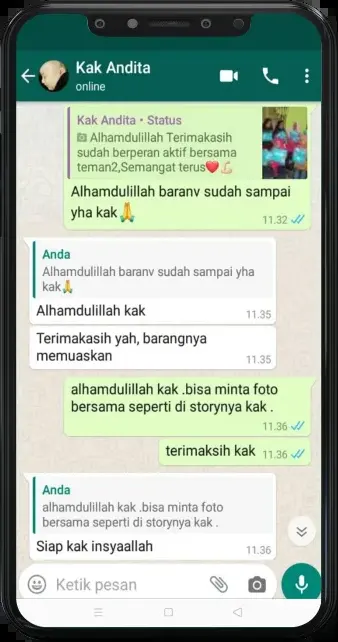 Kak Andita
online
Kak Andita • Status
Alhamdulillah Terimakasih
sudah berperan aktif bersama
teman2,Semangat terus❤️💪
Alhamdulillah baranv sudah sampai
yha kak🙏
11.32
Anda
Alhamdulillah baranv sudah sampai yha
kak🙏
Alhamdulillah kak
11.35
Terimakasih yah, barangnya
memuaskan
11.35
alhamdulillah kak .bisa minta foto
bersama seperti di storynya kak .
11.36
terimaksih kak 11.36
Anda
alhamdulillah kak .bisa minta foto
bersama seperti di storynya kak .
Siap kak insyaallah
11.36
Ketik pesan